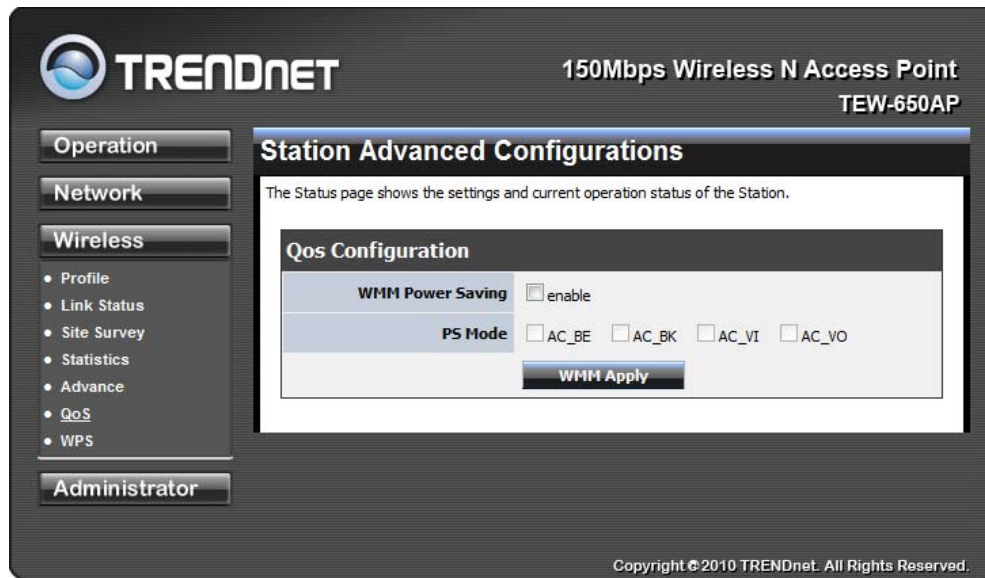 TRENDNET
150Mbps Wireless N Access Point
TEW-650AP
Operation
Network
Wireless
Profile
Link Status
Site Survey
Statistics
Advance
QoS
WPS
Administrator
Station Advanced Configurations
The Status page shows the settings and current operation status of the Station.
Qos Configuration
WMM Power Saving enable
PS Mode AC_BE AC_BK AC_VI AC_VO
WMM Apply
Copyright © 2010 TRENDnet. All Rights Reserved.